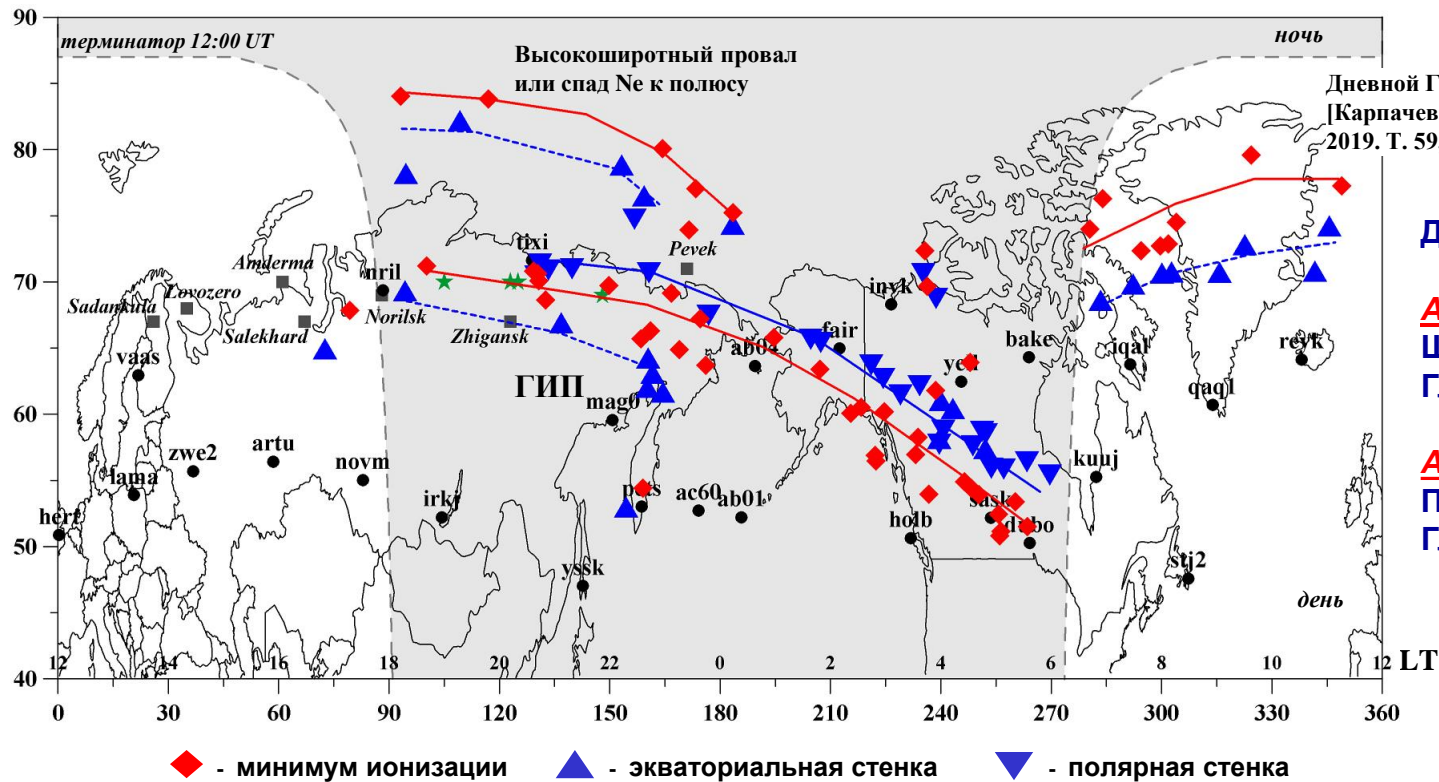 90
80
70
60
50
40
терминатор 12:00 UT
ночь
Высокоширотный провал
или спад Ne к полюсу
Дневной Г
[Карпачев
2019. Т. 59
tixi
Pevek
Amderma
nril
Lovozero
Sadankula
Norilsk
invk
Salekhard
Zhigansk
vaas
ab04
fair
bake
iqal
reyk
yell
ГИП
mag0
qaq1
zwe2
artu
novm
kuuj
lama
pets
ac60
ab01
sask
hert
irkj
holb
dubo
yssk
stj2
день
12 14 16 18 20 22 0 2 4 6 8 10 12 LT
0 30 60 90 120 150 180 210 240 270 300 330 360
Д
А
Ш
Г
А
П
Г
- минимум ионизации - экваториальная стенка - полярная стенка